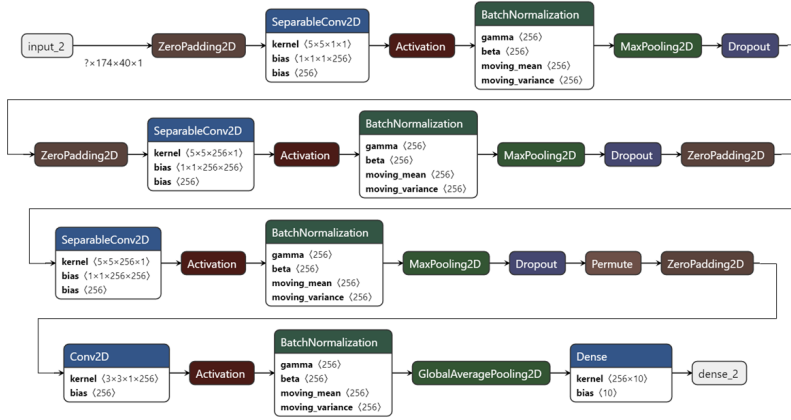 input_2
?×174×40×1
ZeroPadding2D
SeparableConv2D
kernel ⟨5×5×1×1⟩
bias ⟨1×1×1×256⟩
bias ⟨256⟩
Activation
BatchNormalization
gamma ⟨256⟩
beta ⟨256⟩
moving_mean ⟨256⟩
moving_variance ⟨256⟩
MaxPooling2D
Dropout
ZeroPadding2D
SeparableConv2D
kernel ⟨5×5×256×1⟩
bias ⟨1×1×256×256⟩
bias ⟨256⟩
Activation
BatchNormalization
gamma ⟨256⟩
beta ⟨256⟩
moving_mean ⟨256⟩
moving_variance ⟨256⟩
MaxPooling2D
Dropout
ZeroPadding2D
SeparableConv2D
kernel ⟨5×5×256×1⟩
bias ⟨1×1×256×256⟩
bias ⟨256⟩
Activation
BatchNormalization
gamma ⟨256⟩
beta ⟨256⟩
moving_mean ⟨256⟩
moving_variance ⟨256⟩
MaxPooling2D
Dropout
Permute
ZeroPadding2D
Conv2D
kernel ⟨3×3×1×256⟩
bias ⟨256⟩
Activation
BatchNormalization
gamma ⟨256⟩
beta ⟨256⟩
moving_mean ⟨256⟩
moving_variance ⟨256⟩
GlobalAveragePooling2D
Dense
kernel ⟨256×10⟩
bias ⟨10⟩
dense_2